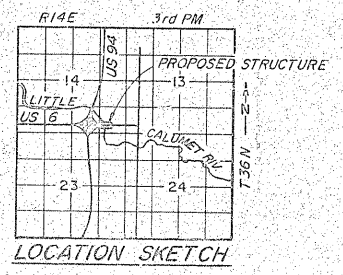 R14E 3rd PM.
US 94
PROPOSED STRUCTURE
14 13
LITTLE
US 6
CALUMET RIV
T36N
N
23 24
LOCATION SKETCH